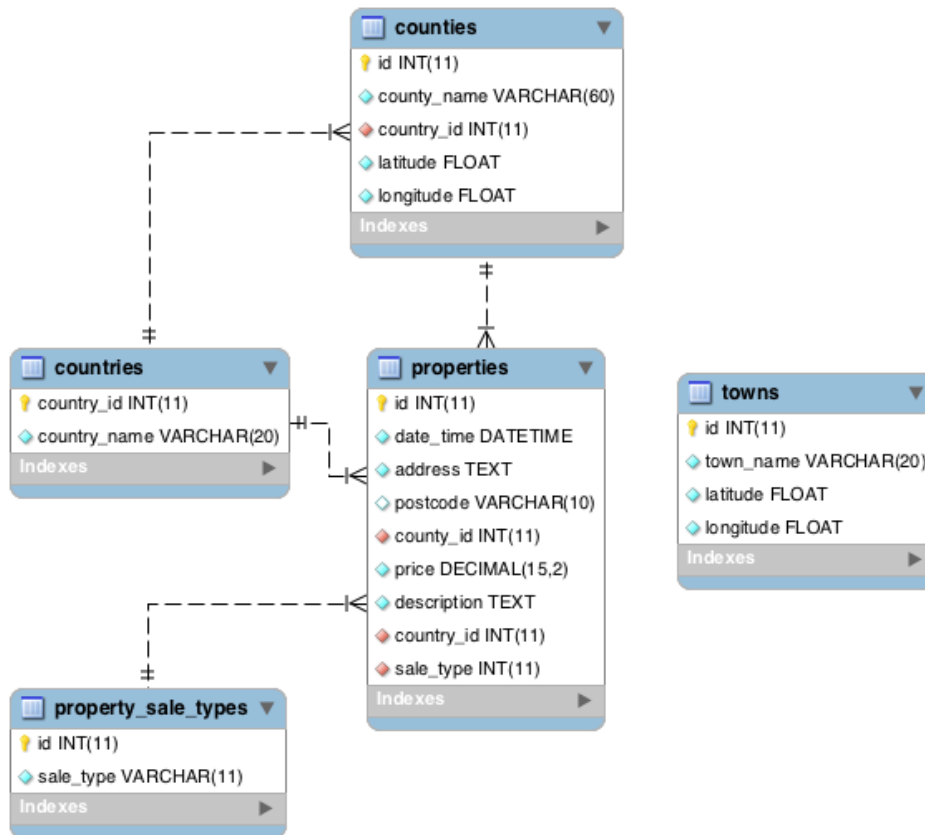 counties
id INT(11)
county_name VARCHAR(60)
country_id INT(11)
latitude FLOAT
longitude FLOAT
Indexes
countries
country_id INT(11)
country_name VARCHAR(20)
Indexes
properties
id INT(11)
date_time DATETIME
address TEXT
postcode VARCHAR(10)
county_id INT(11)
price DECIMAL(15,2)
description TEXT
country_id INT(11)
sale_type INT(11)
Indexes
towns
id INT(11)
town_name VARCHAR(20)
latitude FLOAT
longitude FLOAT
Indexes
property_sale_types
id INT(11)
sale_type VARCHAR(11)
Indexes